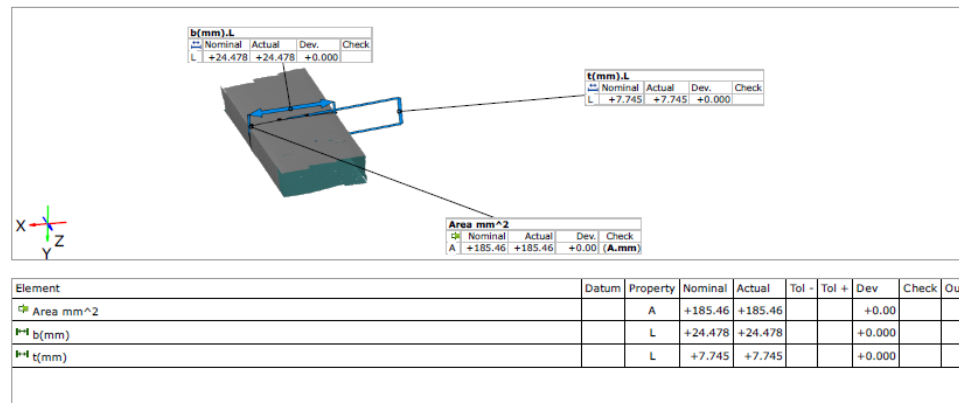 b(mm).L
Nominal Actual Dev. Check
L +24.478 +24.478 +0.000
t(mm).L
Nominal Actual Dev. Check
L +7.745 +7.745 +0.000
X
Z
Y
Area mm^2
Nominal Actual Dev. Check
A +185.46 +185.46 +0.00 (A.mm)
Element Datum Property Nominal Actual Tol - Tol + Dev Check Ou
Area mm^2 A +185.46 +185.46 +0.00
b(mm) L +24.478 +24.478 +0.000
t(mm) L +7.745 +7.745 +0.000